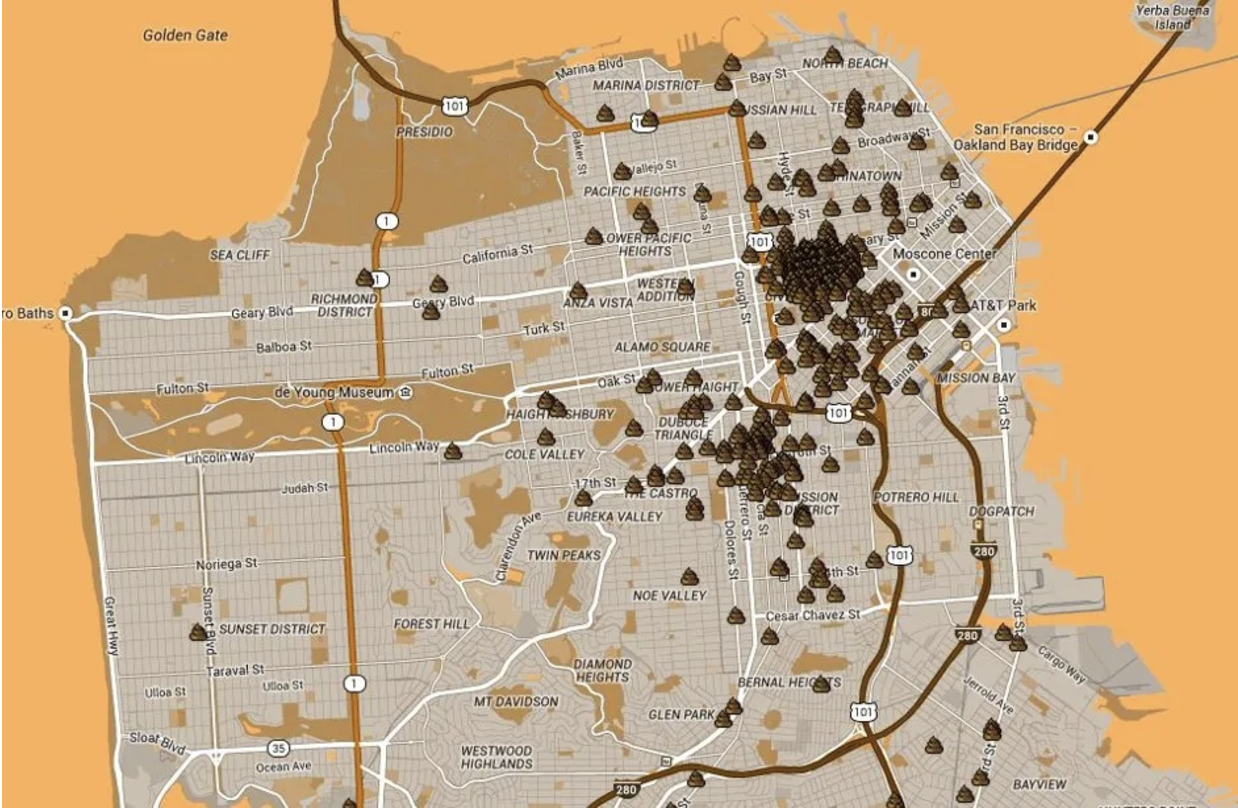 Golden Gate
Yerba Buena
Island
Marina Blvd
MARINA DISTRICT
Bay St
NORTH BEACH
101
PRESIDIO
USSIAN HILL
San Francisco –
Oakland Bay Bridge
Baker St
Broadway St
Vallejo St
Hyde St
HINATOWN
PACIFIC HEIGHTS
1
Mission St
SEA CLIFF
California St
LOWER PACIFIC
HEIGHTS
101
Moscone Center
1
RICHMOND
DISTRICT
Geary Blvd
Geary Blvd
ANZA VISTA
WESTERN
ADDITION
Gough St
80
AT&T Park
ro Baths
Turk St
Balboa St
ALAMO SQUARE
Fulton St
Fulton St
de Young Museum
Oak St
OWER HAIGHT
MISSION BAY
HAIGHT
SHBURY
DUBOCE
TRIANGLE
101
3rd St
1
Lincoln Way
Lincoln Way
COLE VALLEY
Judah St
17th St
THE CASTRO
EUREKA VALLEY
SSION
DISTRICT
POTRERO HILL
DOGPATCH
Clarendon Ave
Dolores St
TWIN PEAKS
101
280
Noriega St
NOE VALLEY
Cesar Chavez St
Great Hwy
Sunset Blvd
SUNSET DISTRICT
FOREST HILL
280
3rd St
Cargo Way
Taraval St
DIAMOND
HEIGHTS
Ulloa St
Ulloa St
1
MT DAVIDSON
BERNAL HEIGHTS
Jerrold Ave
GLEN PARK
101
Sloat Blvd
35
Ocean Ave
WESTWOOD
HIGHLANDS
280
3rd St
BAYVIEW